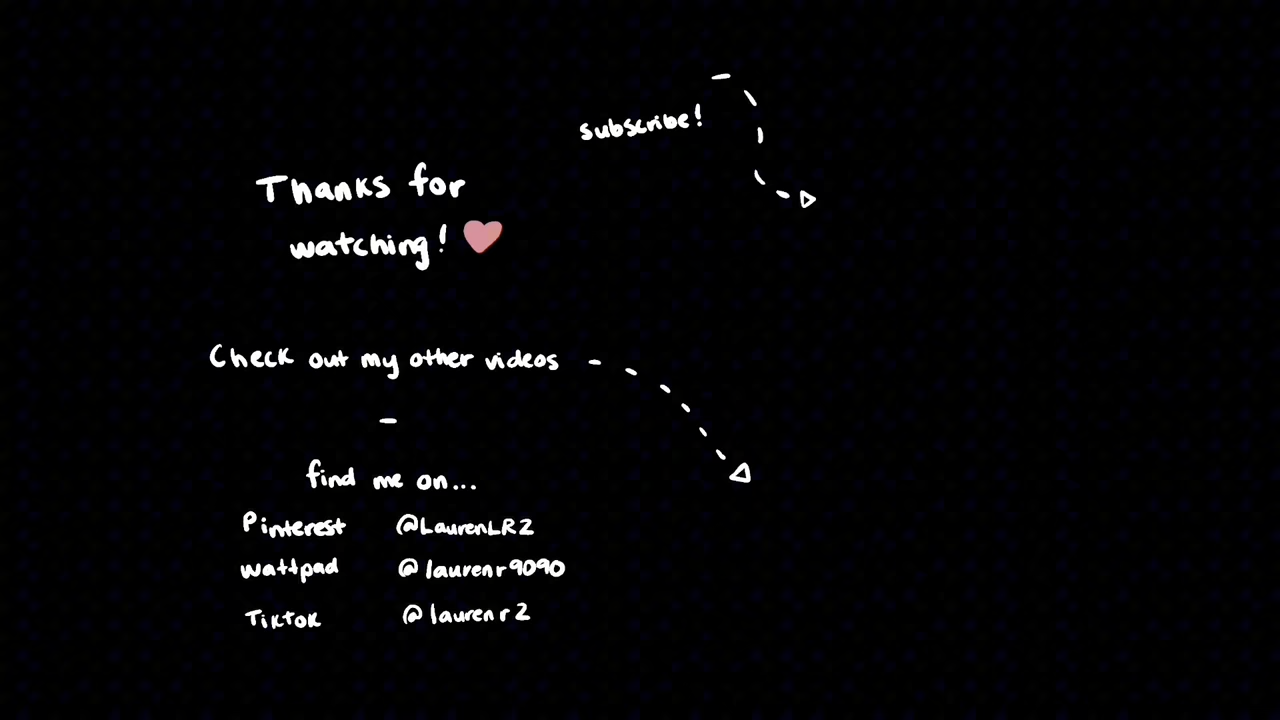 subscribe!
Thanks for
watching!
Check out my other videos
find me on...
Pinterest @LaurenLR2
wattpad @laurenr9090
Tiktok @laurenr2